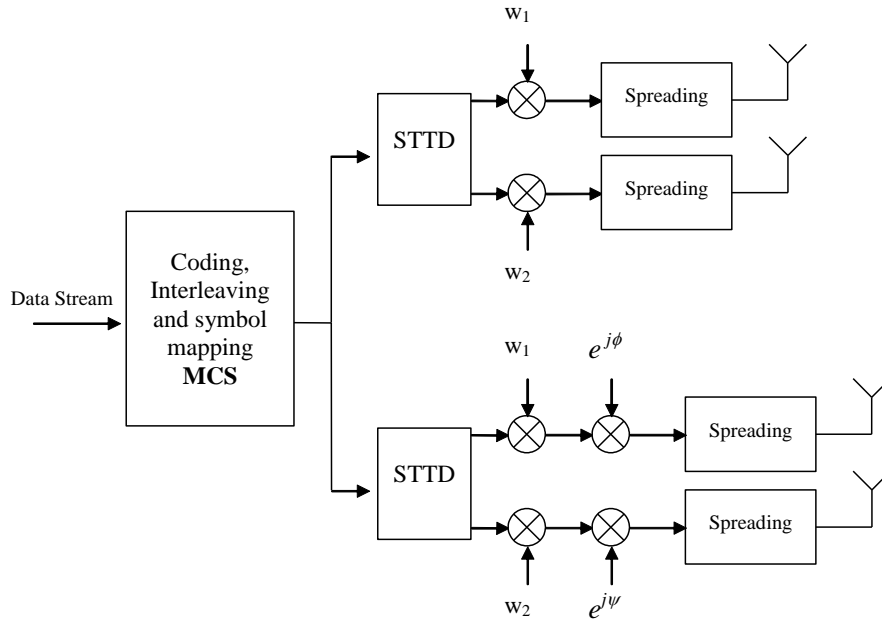 w₁
Spreading
STTD
Spreading
w₂
Coding,
Interleaving
and symbol
mapping
MCS
Data Stream
w₁
e^{jϕ}
Spreading
STTD
Spreading
w₂
e^{jψ}